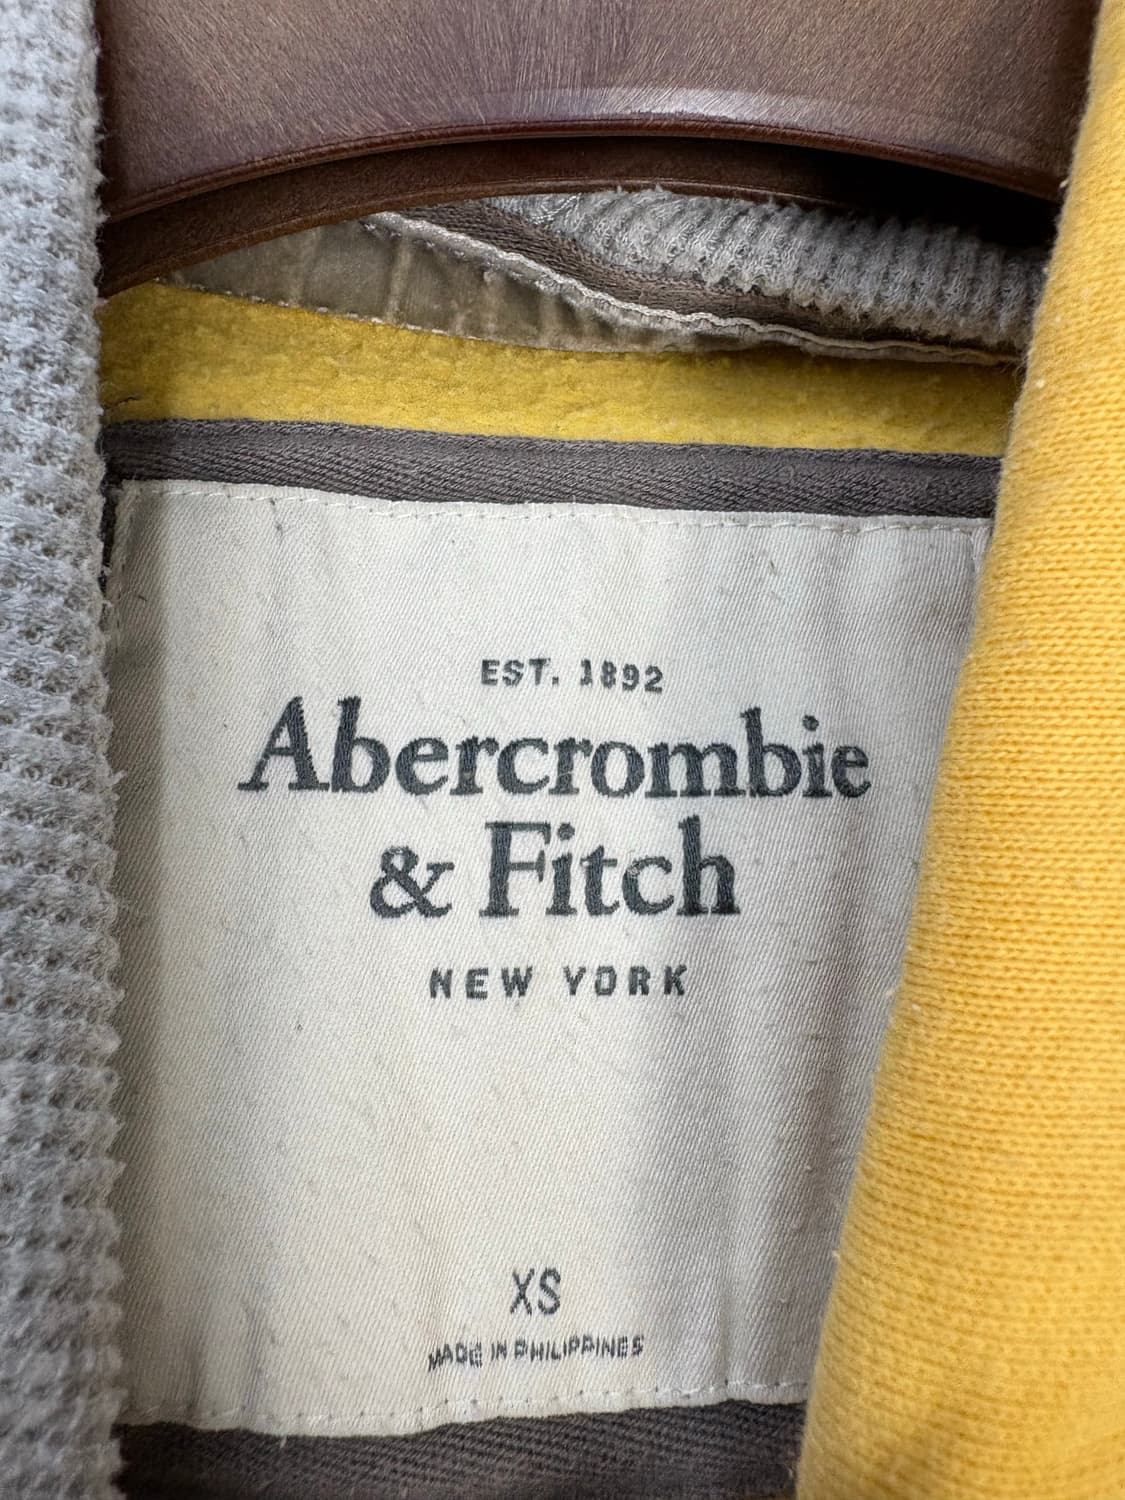 EST. 1892
Abercrombie
& Fitch
NEW YORK
XS
MADE IN PHILIPPINES